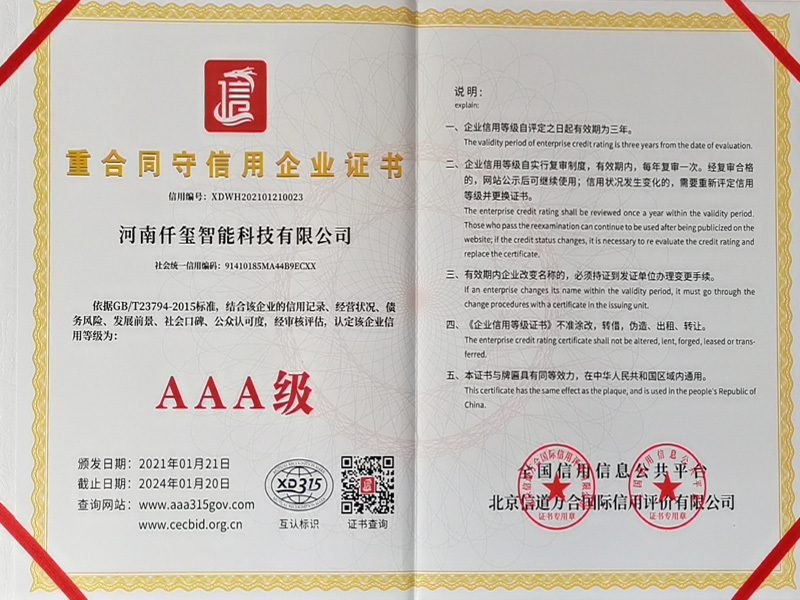 信
重合同守信用企业证书
信用编号：XDWH202101210023
河南仟玺智能科技有限公司
社会统一信用编码：91410185MA44B9ECXX
依据GB/T23794-2015标准，结合该企业的信用记录、经营状况、债
务风险、发展前景、社会口碑、公众认可度，经审核评估，认定该企业信
用等级为：
AAA级
颁发日期：2021年01月21日
截止日期：2024年01月20日
查询网站：www.aaa315gov.com
www.cecbid.org.cn
XD315
互认标识
证书查询
说明：
explain:
一、企业信用等级自评定之日起有效期为三年。
The validity period of enterprise credit rating is three years from the date of evaluation.
二、企业信用等级自实行复审制度，有效期内，每年复审一次。经复审合格
的，网站公示后可继续使用；信用状况发生变化的，需要重新评定信用
等级并更换证书。
The enterprise credit rating shall be reviewed once a year within the validity period.
Those who pass the reexamination can continue to be used after being publicized on the
website; if the credit status changes, it is necessary to re evaluate the credit rating and
replace the certificate.
三、有效期内企业改变名称的，必须持证到发证单位办理变更手续。
If an enterprise changes its name within the validity period, it must go through the
change procedures with a certificate in the issuing unit.
四、《企业信用等级证书》不准涂改，转借，伪造、出租、转让。
The enterprise credit rating certificate shall not be altered, lent, forged, leased or trans-
ferred.
五、本证书与牌匾具有同等效力，在中华人民共和国区域内通用。
This certificate has the same effect as the plaque, and is used in the people's Republic of
China.
全国信用信息公共平台
北京信道万合国际信用评价有限公司
证书专用章
证书专用章